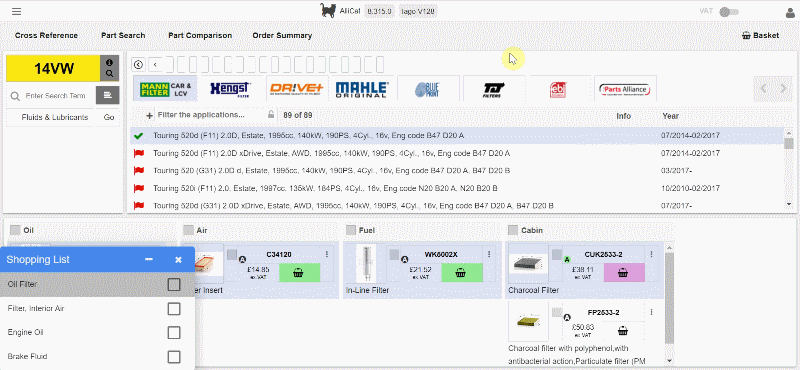 AlliCat 8.315.0 Iago V128 VAT
Cross Reference Part Search Part Comparison Order Summary Basket
14VW
Enter Search Term
Fluids & Lubricants Go
MANN FILTER CAR & LCV
Hengst FILTER
DRIVE+
MAHLE ORIGINAL
BLUE PRINT
TJ FILTERS
febi
Parts Alliance
+ Filter the applications... 89 of 89 Info Year
Touring 520d (F11) 2.0D, Estate, 1995cc, 140kW, 190PS, 4Cyl., 16v, Eng code B47 D20 A 07/2014-02/2017
Touring 520d (F11) 2.0D xDrive, Estate, AWD, 1995cc, 140kW, 190PS, 4Cyl., 16v, Eng code B47 D20 A 07/2014-02/2017
Touring 520 (G31) 2.0 D, Estate, 1995cc, 140kW, 190PS, 4Cyl., 16v, Eng code B47 D20 A, B47 D20 B 03/2017-
Touring 520i (F11) 2.0, Estate, 1997cc, 135kW, 184PS, 4Cyl., 16v, Eng code N20 B20 A, N20 B20 B 10/2010-02/2017
Touring 520d (G31) 2.0D xDrive, Estate, AWD, 1995cc, 140kW, 190PS, 4Cyl., 16v, Eng code B47 D20 A, B47 D20 B 07/2017-
Oil Air Fuel Cabin
C34120
£14.85
ex VAT
er Insert
WK6002X
£21.52
ex VAT
In-Line Filter
CUK2533-2
£38.11
ex VAT
Charcoal Filter
FP2533-2
£50.83
ex VAT
Charcoal filter with polyphenol,with
antibacterial action,Particulate filter (PM
Shopping List
Oil Filter
Filter, Interior Air
Engine Oil
Brake Fluid